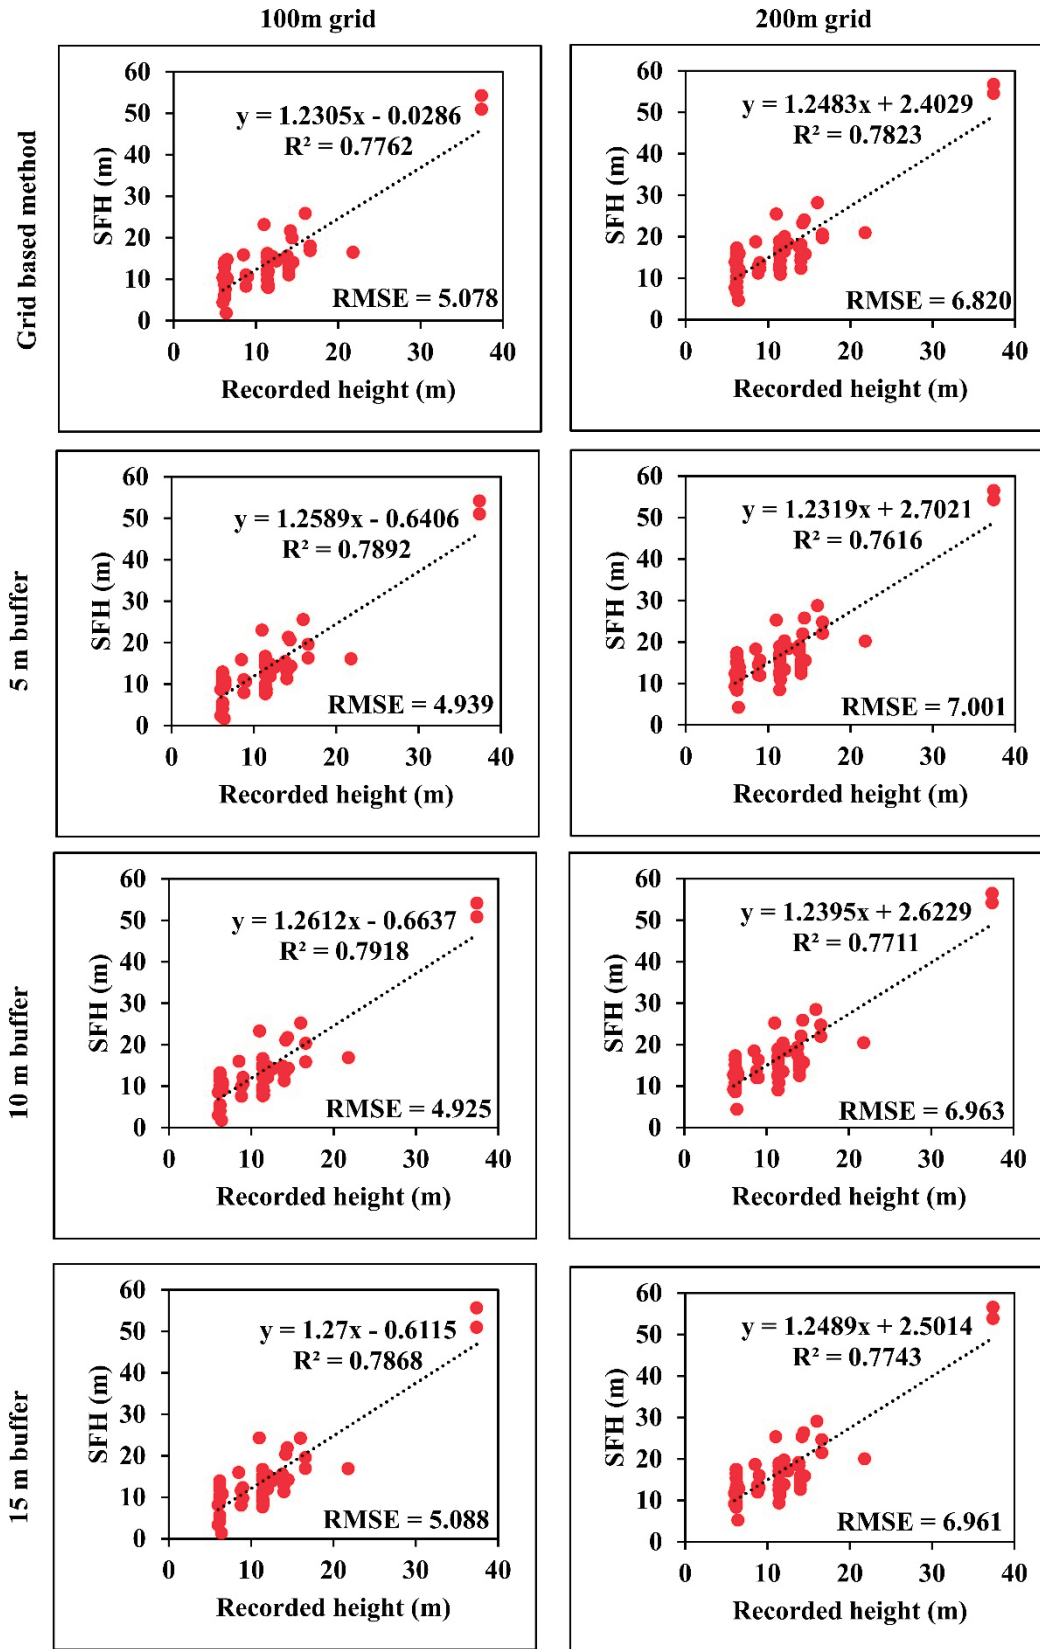 100m grid
200m grid
Grid based method
60
50
40
30
20
10
0
SFH (m)
y = 1.2305x - 0.0286
R² = 0.7762
RMSE = 5.078
0 10 20 30 40
Recorded height (m)
60
50
40
30
20
10
0
SFH (m)
y = 1.2483x + 2.4029
R² = 0.7823
RMSE = 6.820
0 10 20 30 40
Recorded height (m)
5 m buffer
60
50
40
30
20
10
0
SFH (m)
y = 1.2589x - 0.6406
R² = 0.7892
RMSE = 4.939
0 10 20 30 40
Recorded height (m)
60
50
40
30
20
10
0
SFH (m)
y = 1.2319x + 2.7021
R² = 0.7616
RMSE = 7.001
0 10 20 30 40
Recorded height (m)
10 m buffer
60
50
40
30
20
10
0
SFH (m)
y = 1.2612x - 0.6637
R² = 0.7918
RMSE = 4.925
0 10 20 30 40
Recorded height (m)
60
50
40
30
20
10
0
SFH (m)
y = 1.2395x + 2.6229
R² = 0.7711
RMSE = 6.963
0 10 20 30 40
Recorded height (m)
15 m buffer
60
50
40
30
20
10
0
SFH (m)
y = 1.27x - 0.6115
R² = 0.7868
RMSE = 5.088
0 10 20 30 40
Recorded height (m)
60
50
40
30
20
10
0
SFH (m)
y = 1.2489x + 2.5014
R² = 0.7743
RMSE = 6.961
0 10 20 30 40
Recorded height (m)